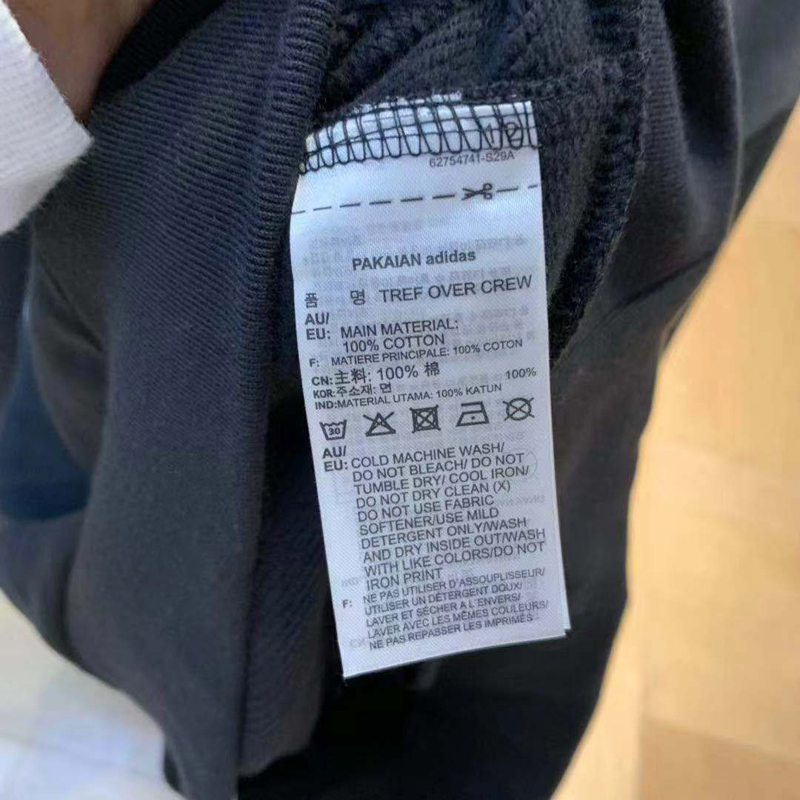 62754741-S29A
PAKAIAN adidas
품 명 TREF OVER CREW
AU/
EU: MAIN MATERIAL:
100% COTTON
F: MATIERE PRINCIPALE: 100% COTON
CN:主料: 100% 棉
KOR:주소재: 면 100%
IND:MATERIAL UTAMA: 100% KATUN
30
AU/
EU: COLD MACHINE WASH/
DO NOT BLEACH/ DO NOT
TUMBLE DRY/ COOL IRON/
DO NOT DRY CLEAN (X)
DO NOT USE FABRIC
SOFTENER/USE MILD
DETERGENT ONLY/WASH
AND DRY INSIDE OUT/WASH
WITH LIKE COLORS/DO NOT
IRON PRINT
F: NE PAS UTILISER D'ASSOUPLISSEUR/
UTILISER UN DÉTERGENT DOUX/
LAVER ET SÉCHER A L'ENVERS/
LAVER AVEC LES MÊMES COULEURS/
NE PAS REPASSER LES IMPRIMÉS